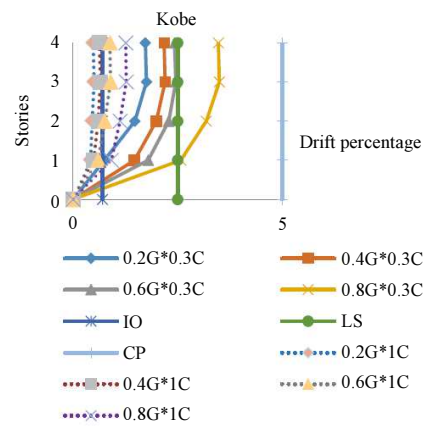 Kobe
4
3
2
1
0
Stories
0
5
Drift percentage
0.2G*0.3C
0.4G*0.3C
0.6G*0.3C
0.8G*0.3C
IO
LS
CP
0.2G*1C
0.4G*1C
0.6G*1C
0.8G*1C